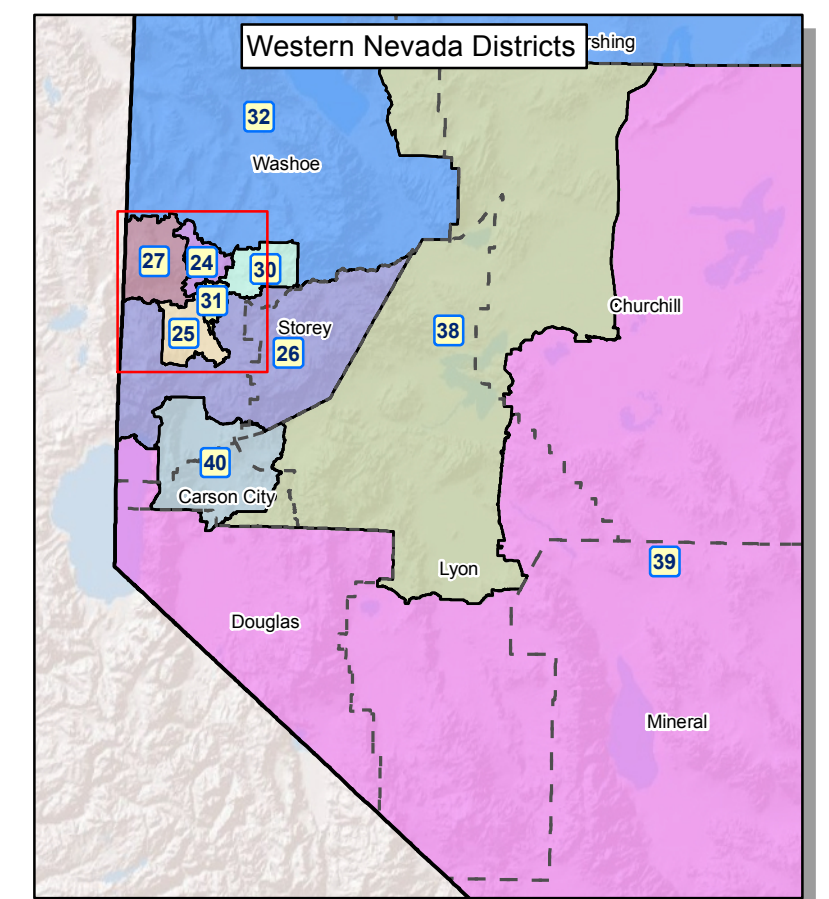 Western Nevada Districts
rshing
32
Washoe
27
24
30
31
25
Storey
26
38
Churchill
40
Carson City
39
Lyon
Douglas
Mineral